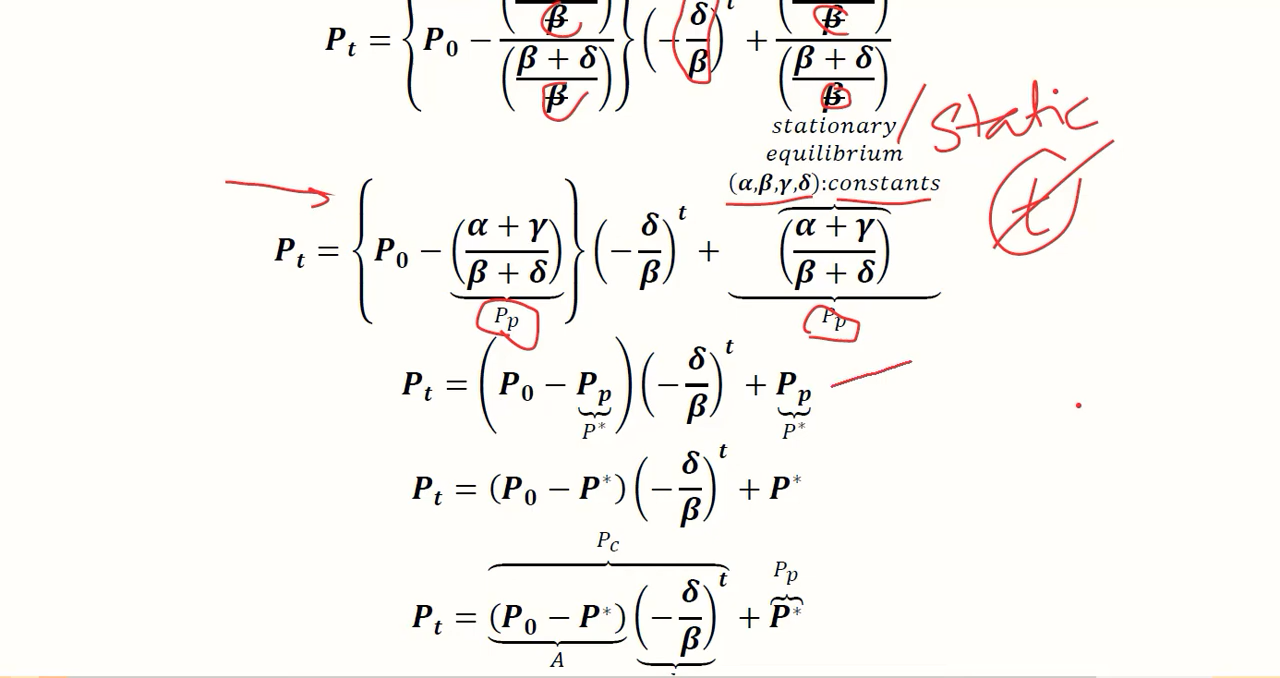 P_t = { P_0 − (β) / ((β + δ)/β) } (−δ/β)^t + (β) / ((β + δ)/β)
stationary / static
equilibrium
(α,β,γ,δ):constants
t
P_t = { P_0 − ((α + γ)/(β + δ)) } (−δ/β)^t + ((α + γ)/(β + δ))
P_p P_p
P_t = (P_0 − P_p) (−δ/β)^t + P_p
P* P*
P_t = (P_0 − P*) (−δ/β)^t + P*
P_c
P_p
P_t = (P_0 − P*) (−δ/β)^t + P*
A